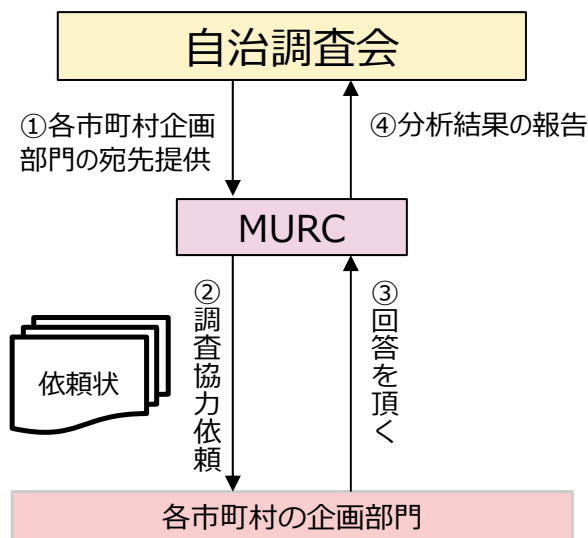 自治調査会
①各市町村企画
部門の宛先提供
④分析結果の報告
MURC
②調査協力依頼
③回答を頂く
依頼状
各市町村の企画部門